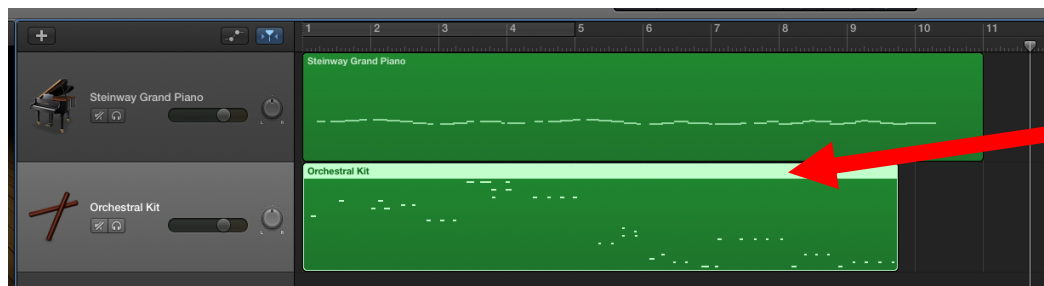 1 2 3 4 5 6 7 8 9 10 11
Steinway Grand Piano
Steinway Grand Piano
L R
Orchestral Kit
Orchestral Kit
L R